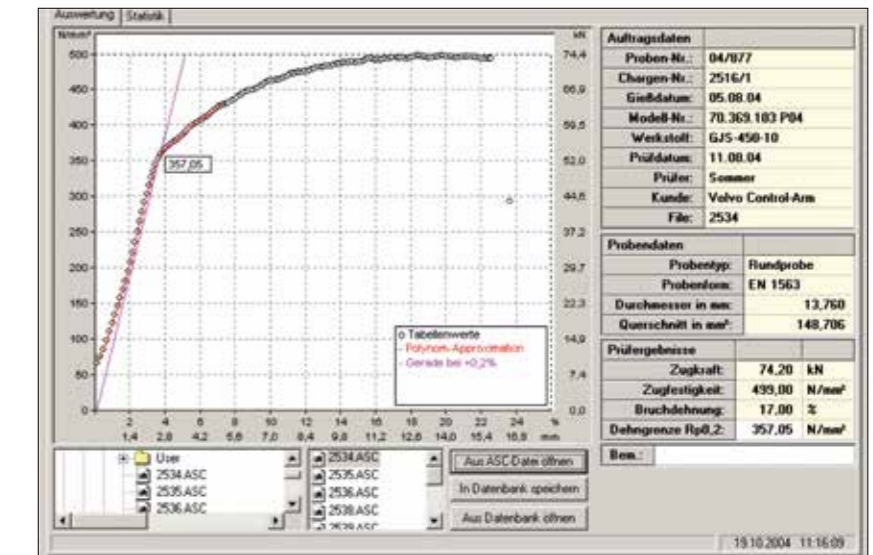 Auswertung Statistik
N/mm²
kN
500
450
400
350
300
250
200
150
100
50
0
74,4
66,9
59,5
52,0
44,6
37,2
29,7
22,3
14,9
7,4
0,0
357,05
o Tabellenwerte
- Polynom-Approximation
- Gerade bei +0,2%
2 4 6 8 10 12 14 16 18 20 22 24 %
1,4 2,8 4,2 5,6 7,0 8,4 9,8 11,2 12,6 14,0 15,4 16,8 mm
Auftragsdaten
Proben-Nr.: 04/877
Chargen-Nr.: 2516/1
Gießdatum: 05.08.04
Modell-Nr.: 70.369.103 P04
Werkstoff: GJS-450-10
Prüfdatum: 11.08.04
Prüfer: Sommer
Kunde: Volvo Control-Arm
File: 2534
Probendaten
Probentyp: Rundprobe
Probenform: EN 1563
Durchmesser in mm: 13,760
Querschnitt in mm²: 148,706
Prüfergebnisse
Zugkraft: 74,20 kN
Zugfestigkeit: 499,00 N/mm²
Bruchdehnung: 17,00 %
Dehngrenze Rp0,2: 357,05 N/mm²
Bem.:
User
2534.ASC
2535.ASC
2536.ASC
2534.ASC
2535.ASC
2536.ASC
2538.ASC
2539.ASC
Aus ASC-Datei öffnen
In Datenbank speichern
Aus Datenbank öffnen
19.10.2004 11:16:09